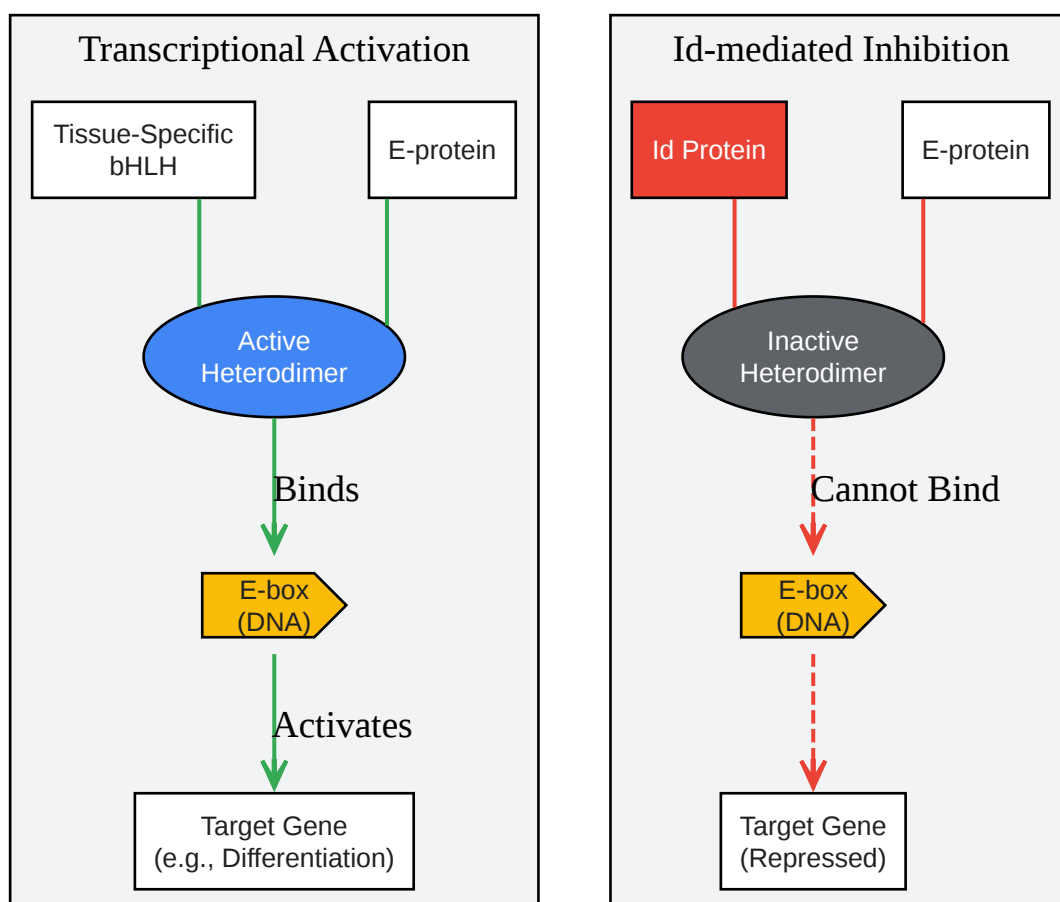 Transcriptional Activation
Tissue-Specific
bHLH
E-protein
Active
Heterodimer
Binds
E-box
(DNA)
Activates
Target Gene
(e.g., Differentiation)
Id-mediated Inhibition
Id Protein
E-protein
Inactive
Heterodimer
Cannot Bind
E-box
(DNA)
Target Gene
(Repressed)